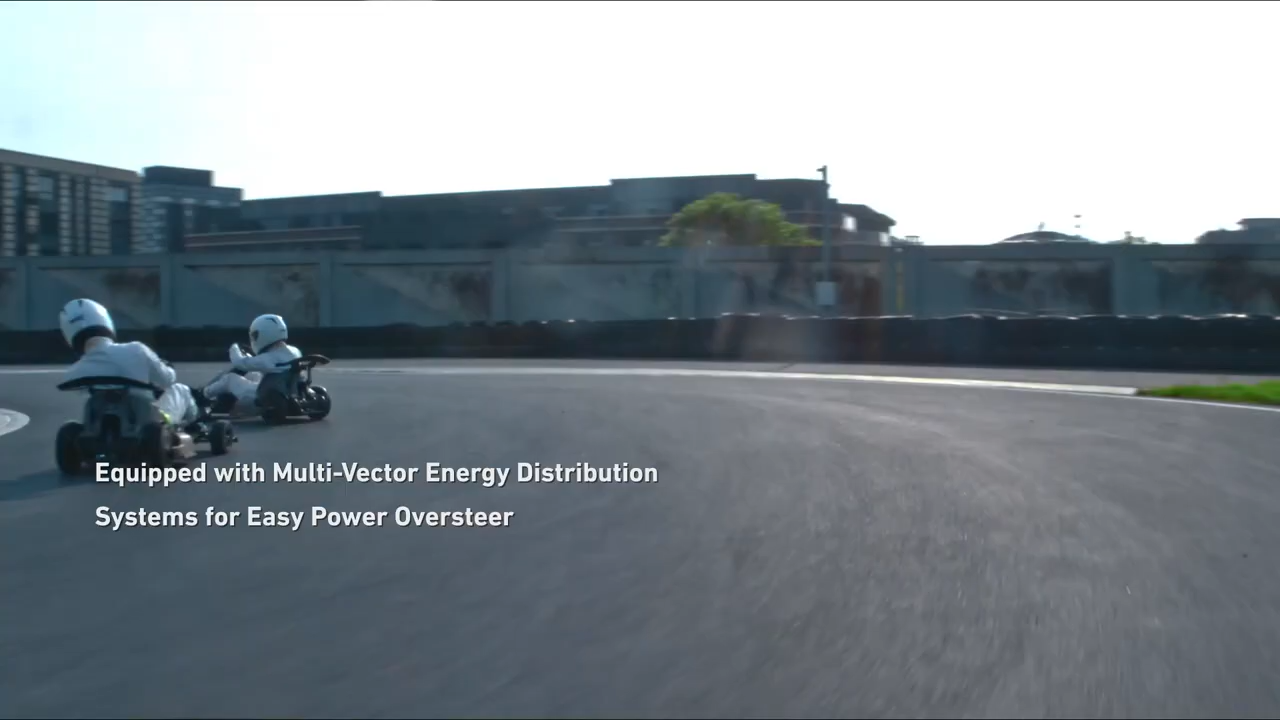 Equipped with Multi-Vector Energy Distribution
Systems for Easy Power Oversteer